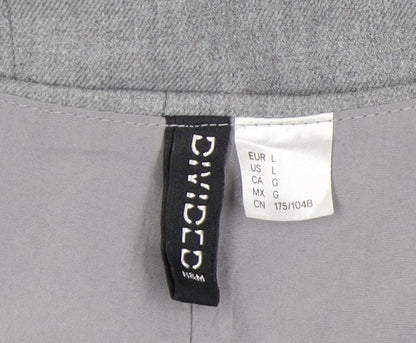 DIVIDED
H&M
EUR L
US L
CA G
MX G
CN 175/104B